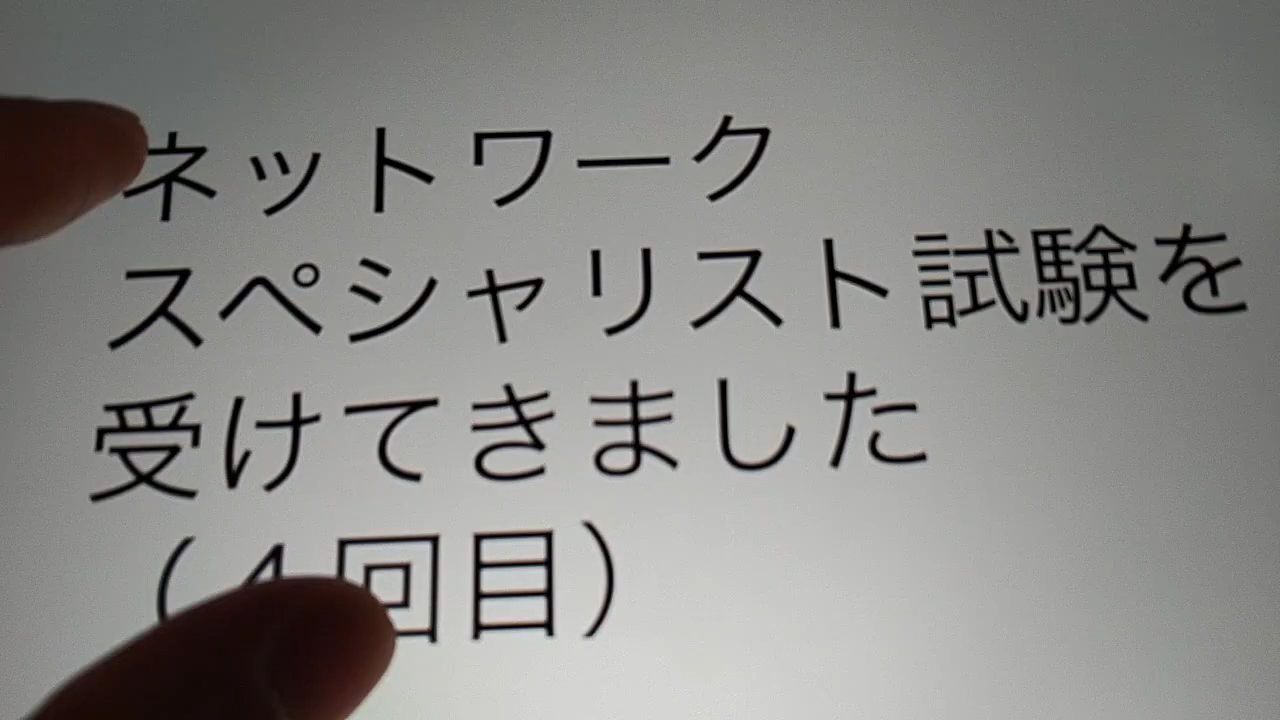 ネットワーク
スペシャリスト試験を
受けてきました
（４回目）